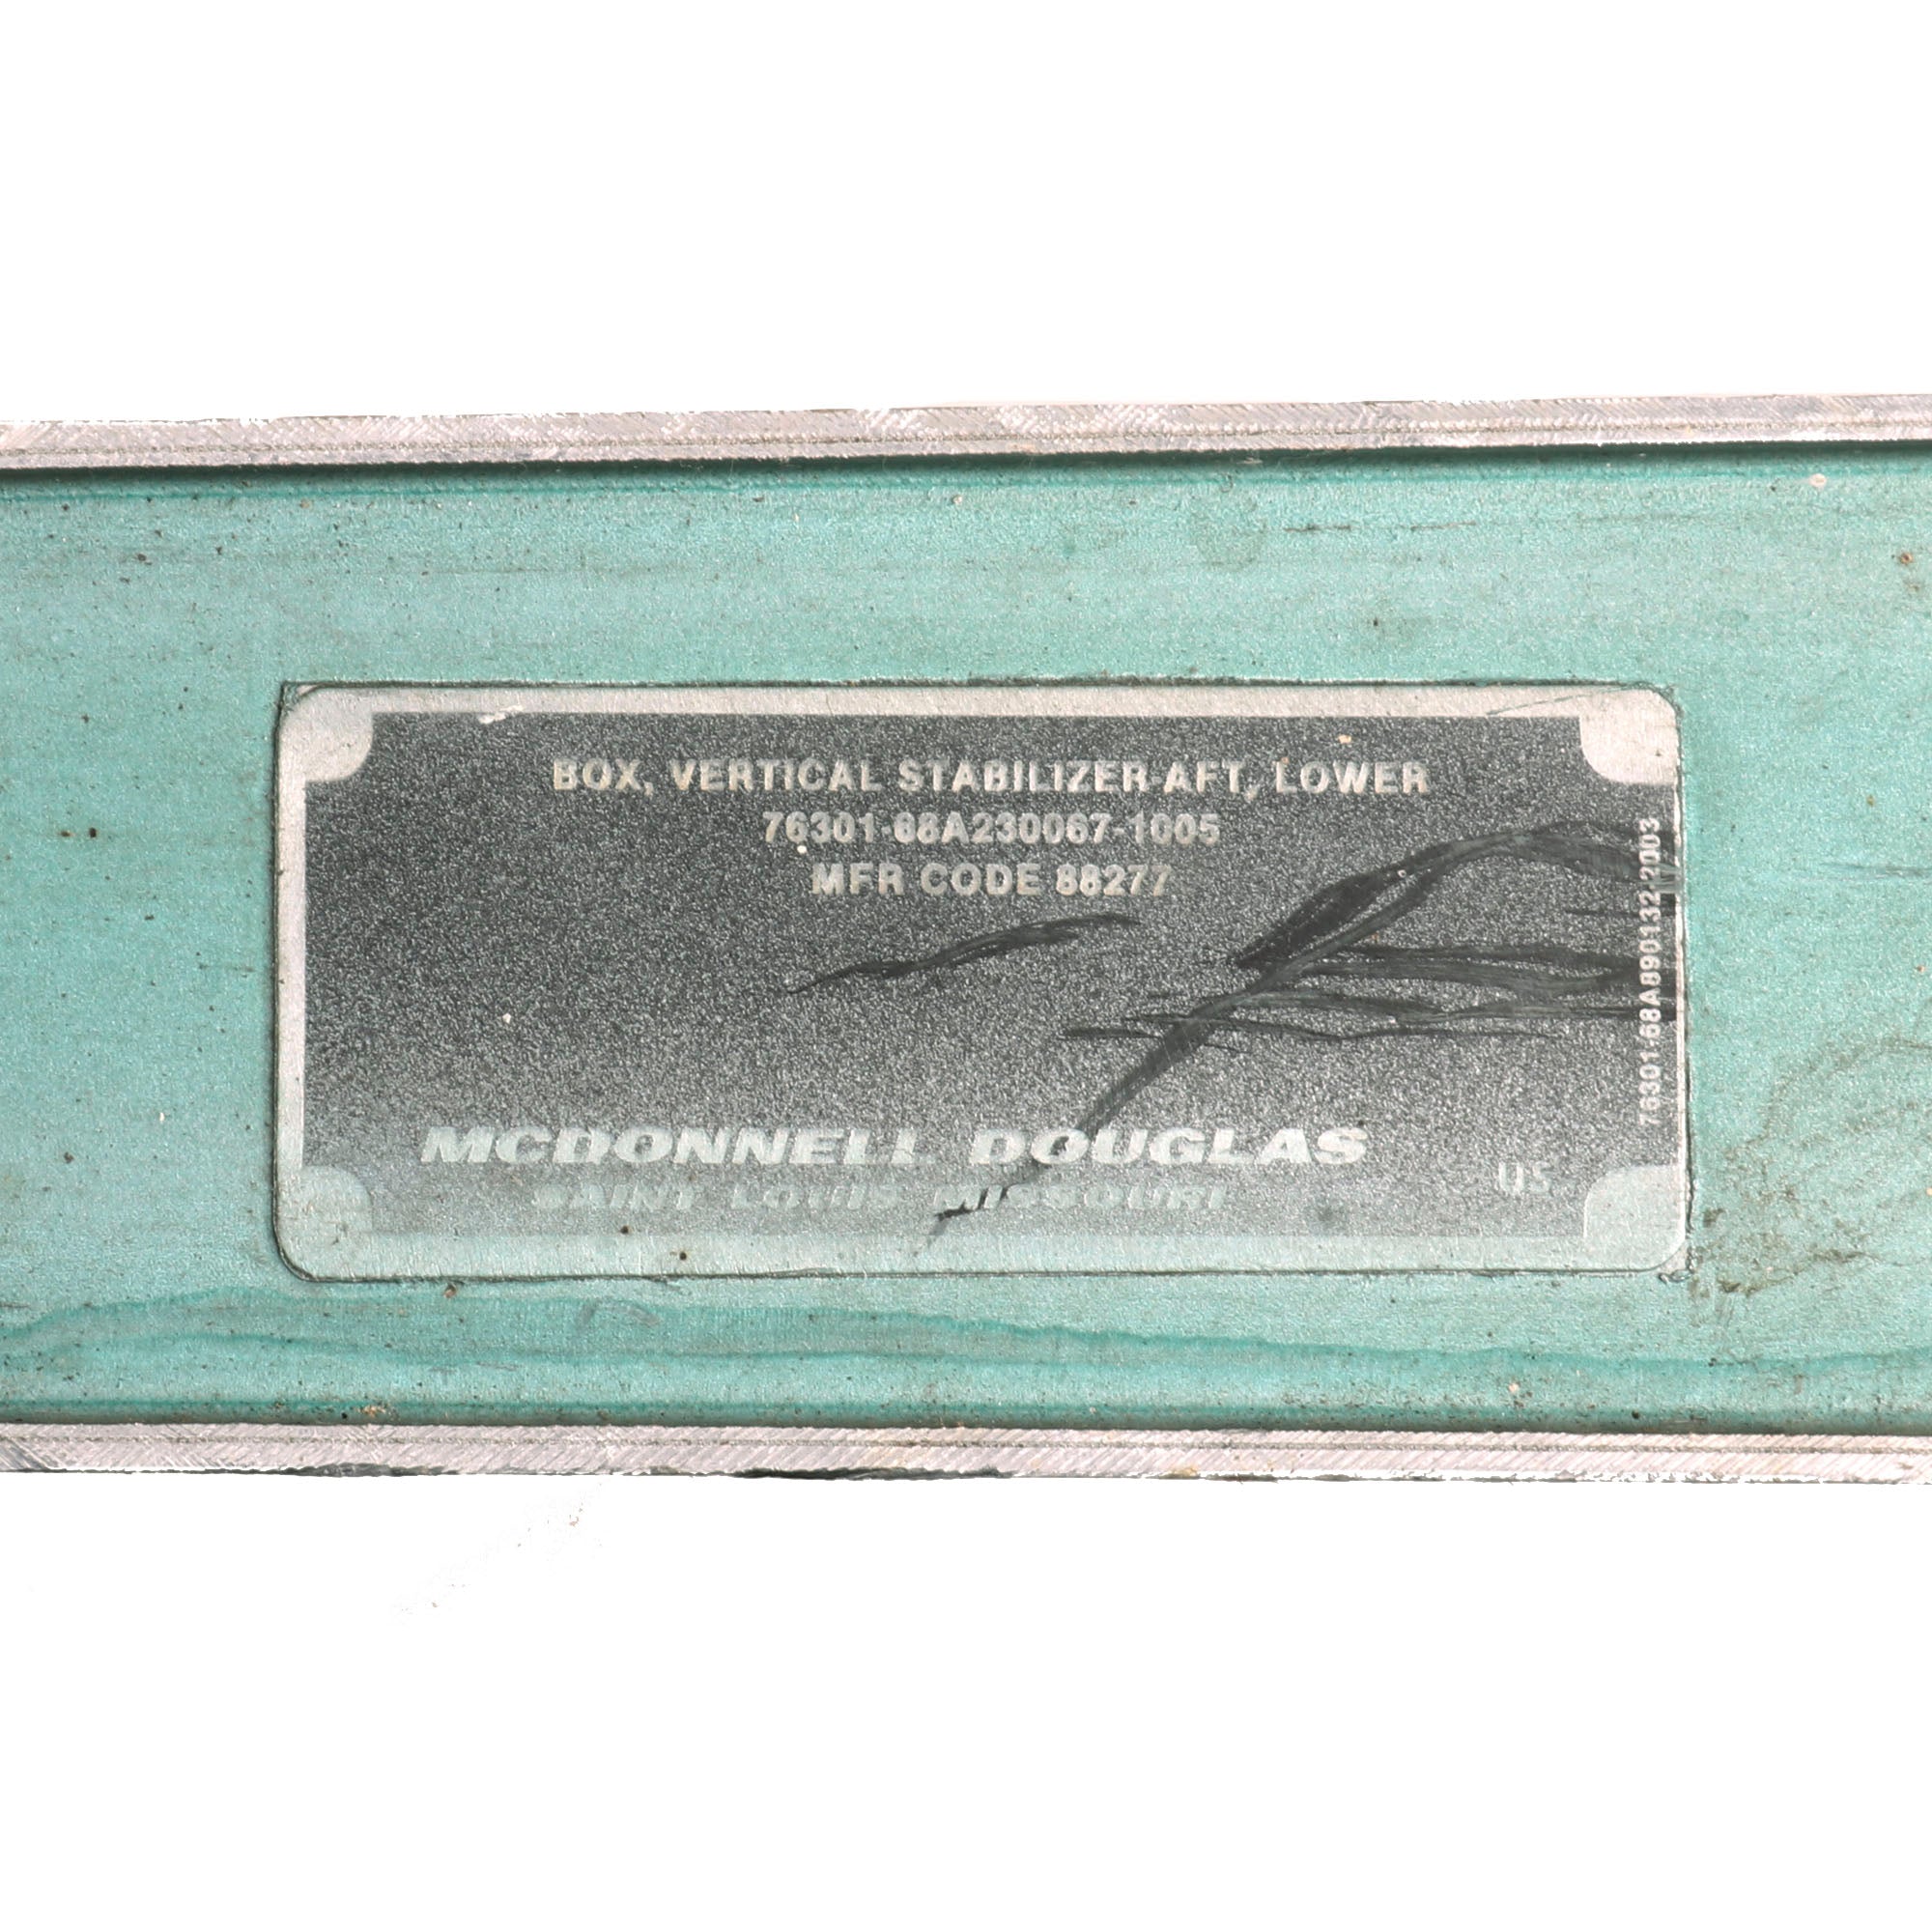 BOX, VERTICAL STABILIZER-AFT, LOWER
76301-68A230067-1005
MFR CODE 88277
MCDONNELL DOUGLAS
SAINT LOUIS MISSOURI
US
76301-68A890132-2003